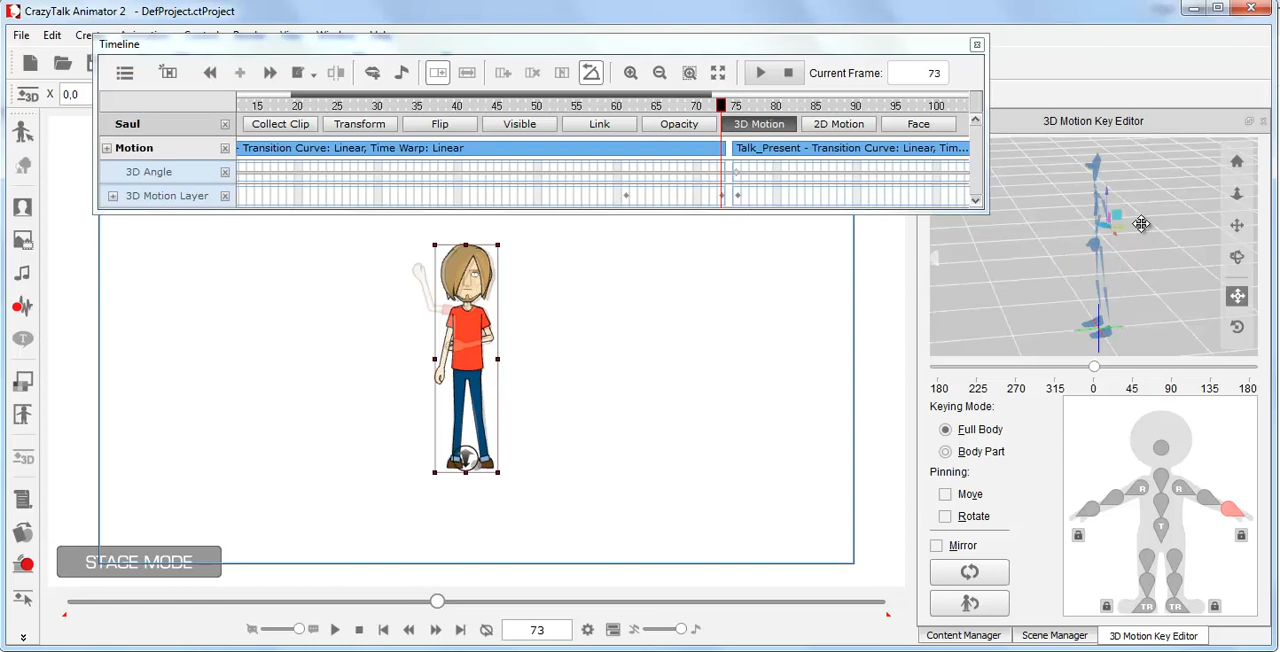 CrazyTalk Animator 2 - DefProject.ctProject
File Edit Crea
Timeline
Current Frame: 73
X 0,0
15 20 25 30 35 40 45 50 55 60 65 70 75 80 85 90 95 100
Saul Collect Clip Transform Flip Visible Link Opacity 3D Motion 2D Motion Face
Motion - Transition Curve: Linear, Time Warp: Linear Talk_Present - Transition Curve: Linear, Tim...
3D Angle
3D Motion Layer
3D Motion Key Editor
180 225 270 315 0 45 90 135 180
Keying Mode:
Full Body
Body Part
Pinning:
Move
Rotate
Mirror
R R
T
TR TR
STAGE MODE
73
Content Manager Scene Manager 3D Motion Key Editor